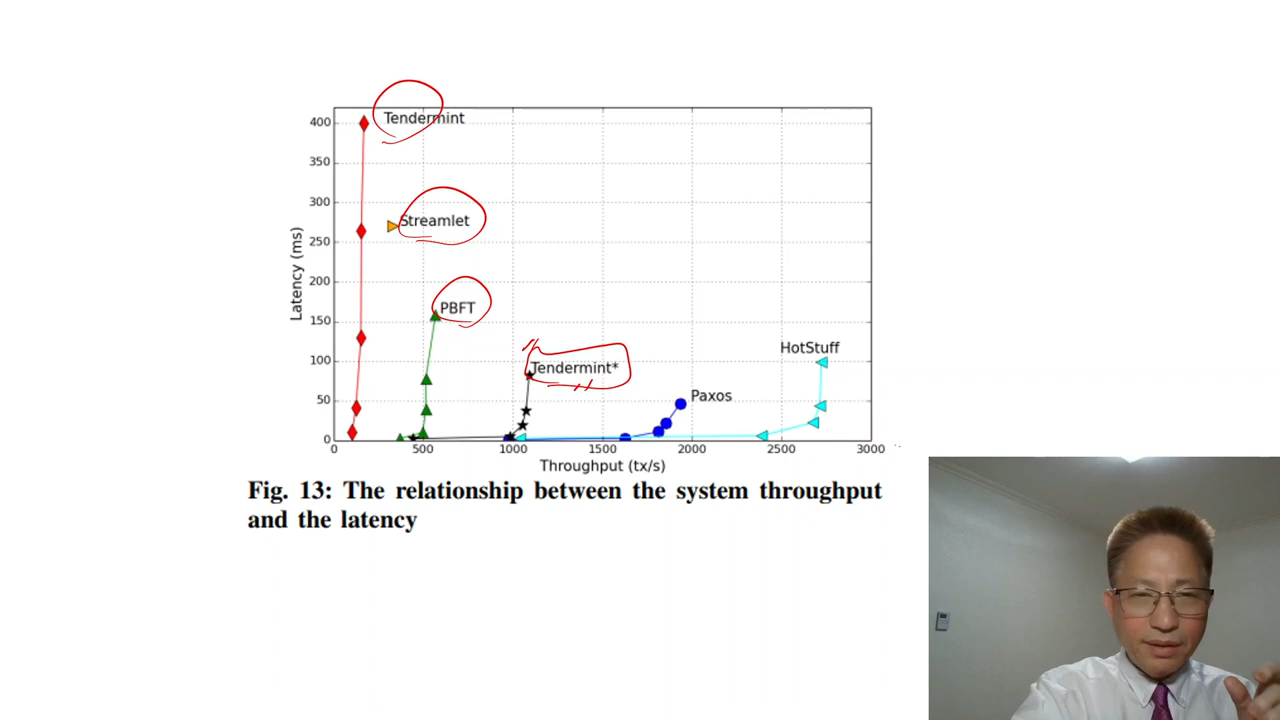 Tendermint
Streamlet
PBFT
Tendermint*
Paxos
HotStuff
400
350
300
250
200
150
100
50
0
Latency (ms)
0 500 1000 1500 2000 2500 3000
Throughput (tx/s)
Fig. 13: The relationship between the system throughput
and the latency